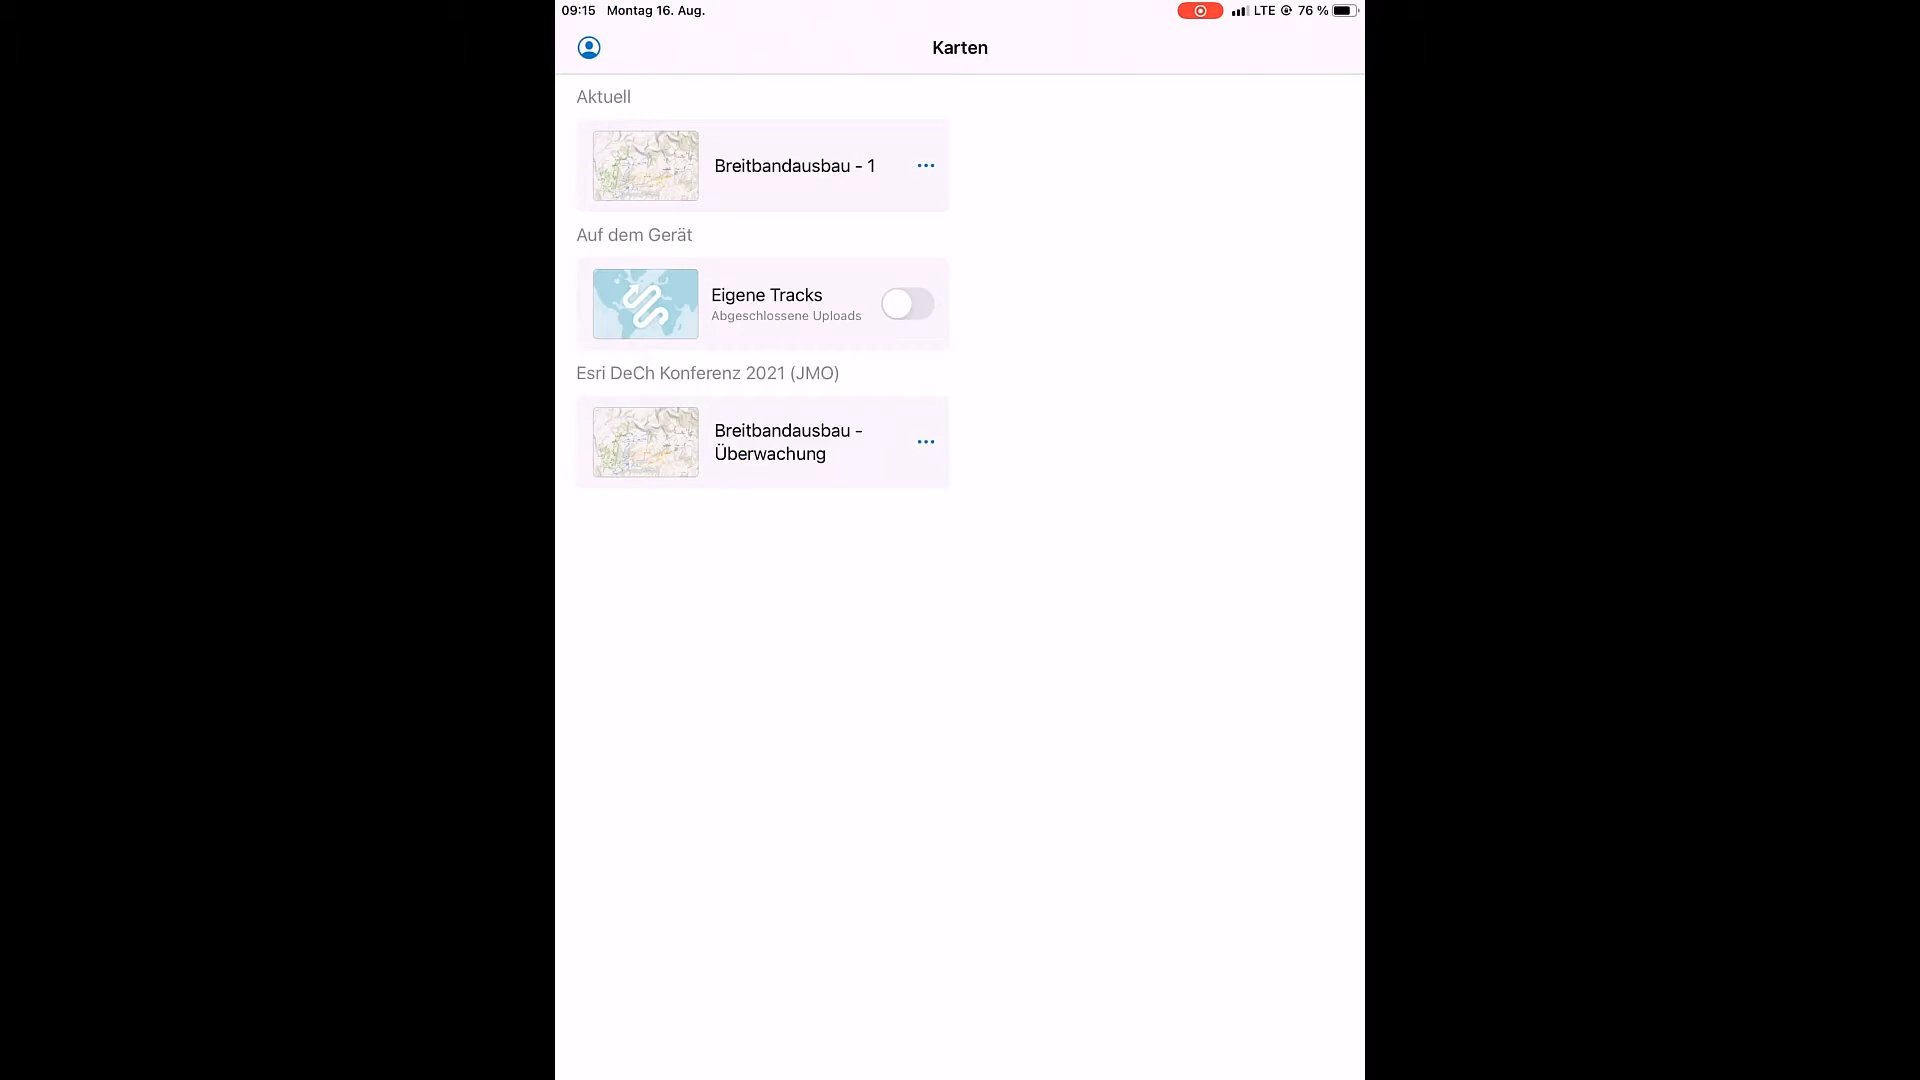 09:15 Montag 16. Aug.
LTE 76 %
Karten
Aktuell
Breitbandausbau - 1
Auf dem Gerät
Eigene Tracks
Abgeschlossene Uploads
Esri DeCh Konferenz 2021 (JMO)
Breitbandausbau -
Überwachung